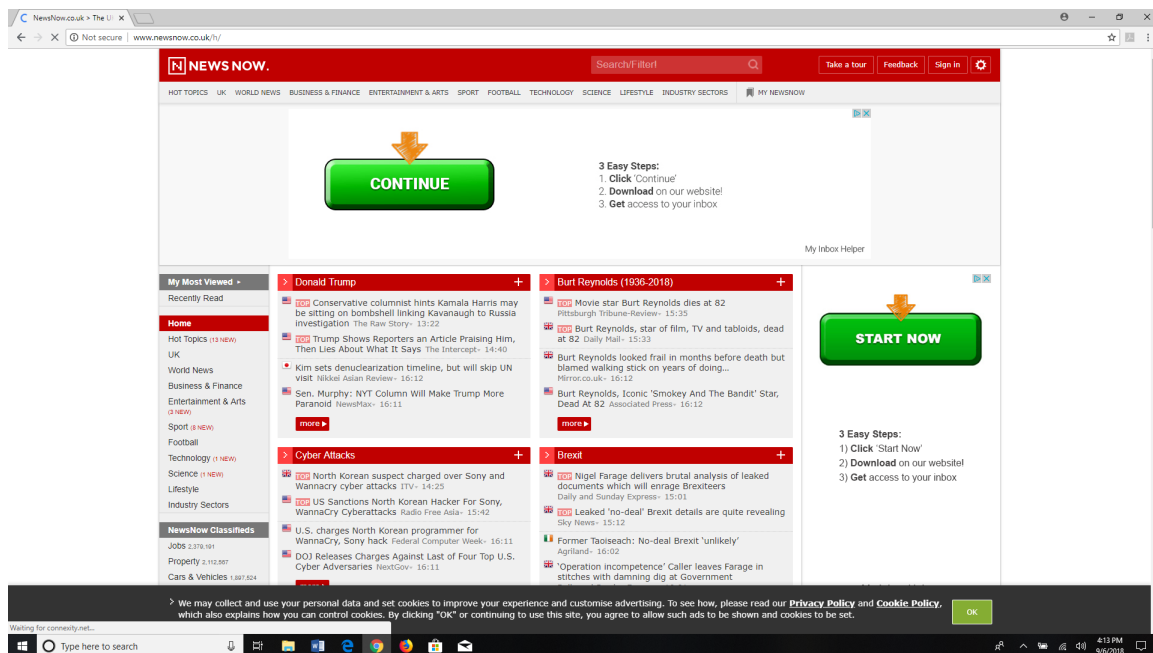 NewsNow.co.uk > The U
Not secure | www.newsnow.co.uk/h/
NEWS NOW.
Search/Filter!
Take a tour
Feedback
Sign in
HOT TOPICS UK WORLD NEWS BUSINESS & FINANCE ENTERTAINMENT & ARTS SPORT FOOTBALL TECHNOLOGY SCIENCE LIFESTYLE INDUSTRY SECTORS MY NEWSNOW
CONTINUE
3 Easy Steps:
1. Click 'Continue'
2. Download on our website!
3. Get access to your inbox
My Inbox Helper
My Most Viewed
Recently Read
Home
Hot Topics (13 NEW)
UK
World News
Business & Finance
Entertainment & Arts
(3 NEW)
Sport (8 NEW)
Football
Technology (1 NEW)
Science (1 NEW)
Lifestyle
Industry Sectors
NewsNow Classifieds
Jobs 2,379,191
Property 2,112,567
Cars & Vehicles 1,897,524
Donald Trump
TOP Conservative columnist hints Kamala Harris may
be sitting on bombshell linking Kavanaugh to Russia
investigation The Raw Story- 13:22
TOP Trump Shows Reporters an Article Praising Him,
Then Lies About What It Says The Intercept- 14:40
Kim sets denuclearization timeline, but will skip UN
visit Nikkei Asian Review- 16:12
Sen. Murphy: NYT Column Will Make Trump More
Paranoid NewsMax- 16:11
more
Burt Reynolds (1936-2018)
TOP Movie star Burt Reynolds dies at 82
Pittsburgh Tribune-Review- 15:35
TOP Burt Reynolds, star of film, TV and tabloids, dead
at 82 Daily Mail- 15:33
Burt Reynolds looked frail in months before death but
blamed walking stick on years of doing...
Mirror.co.uk- 16:12
Burt Reynolds, Iconic 'Smokey And The Bandit' Star,
Dead At 82 Associated Press- 16:12
more
Cyber Attacks
TOP North Korean suspect charged over Sony and
Wannacry cyber attacks ITV- 14:25
TOP US Sanctions North Korean Hacker For Sony,
WannaCry Cyberattacks Radio Free Asia- 15:42
U.S. charges North Korean programmer for
WannaCry, Sony hack Federal Computer Week- 16:11
DOJ Releases Charges Against Last of Four Top U.S.
Cyber Adversaries NextGov- 16:11
Brexit
TOP Nigel Farage delivers brutal analysis of leaked
documents which will enrage Brexiteers
Daily and Sunday Express- 15:01
TOP Leaked 'no-deal' Brexit details are quite revealing
Sky News- 15:12
Former Taoiseach: No-deal Brexit 'unlikely'
Agriland- 16:02
'Operation incompetence' Caller leaves Farage in
stitches with damning dig at Government
START NOW
3 Easy Steps:
1) Click 'Start Now'
2) Download on our website!
3) Get access to your inbox
> We may collect and use your personal data and set cookies to improve your experience and customise advertising. To see how, please read our Privacy Policy and Cookie Policy,
which also explains how you can control cookies. By clicking "OK" or continuing to use this site, you agree to allow such ads to be shown and cookies to be set.
OK
Waiting for connexity.net...
Type here to search
4:13 PM
9/6/2018